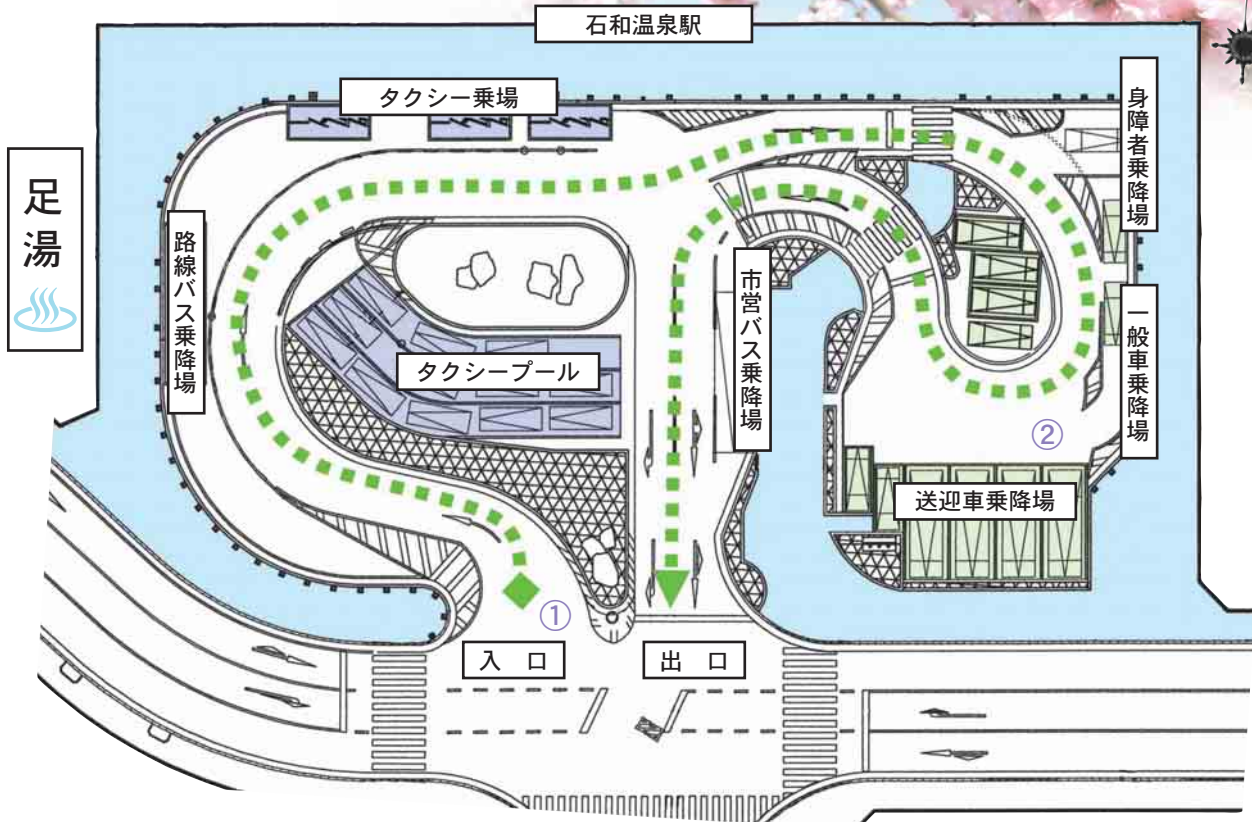 石和温泉駅
タクシー乗場
身障者乗降場
足湯
路線バス乗降場
市営バス乗降場
一般車乗降場
タクシープール
②
送迎車乗降場
①
入 口
出 口